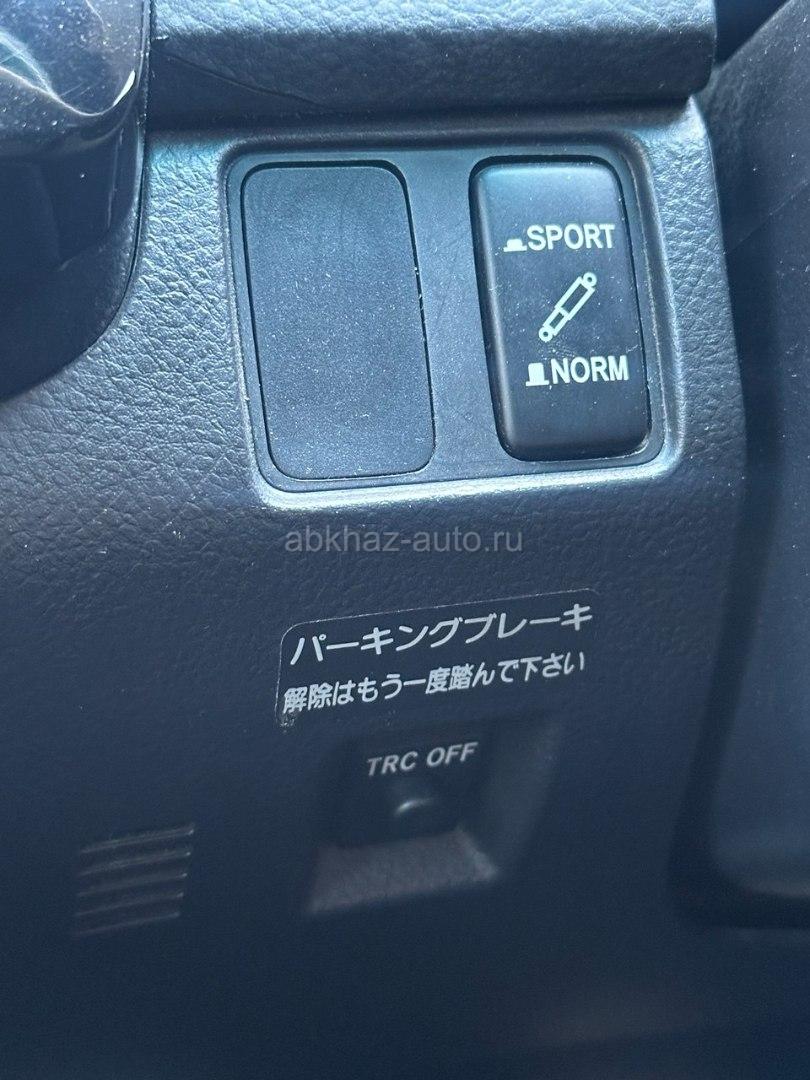 SPORT
NORM
abkhaz-auto.ru
パーキングブレーキ
解除はもう一度踏んで下さい
TRC OFF